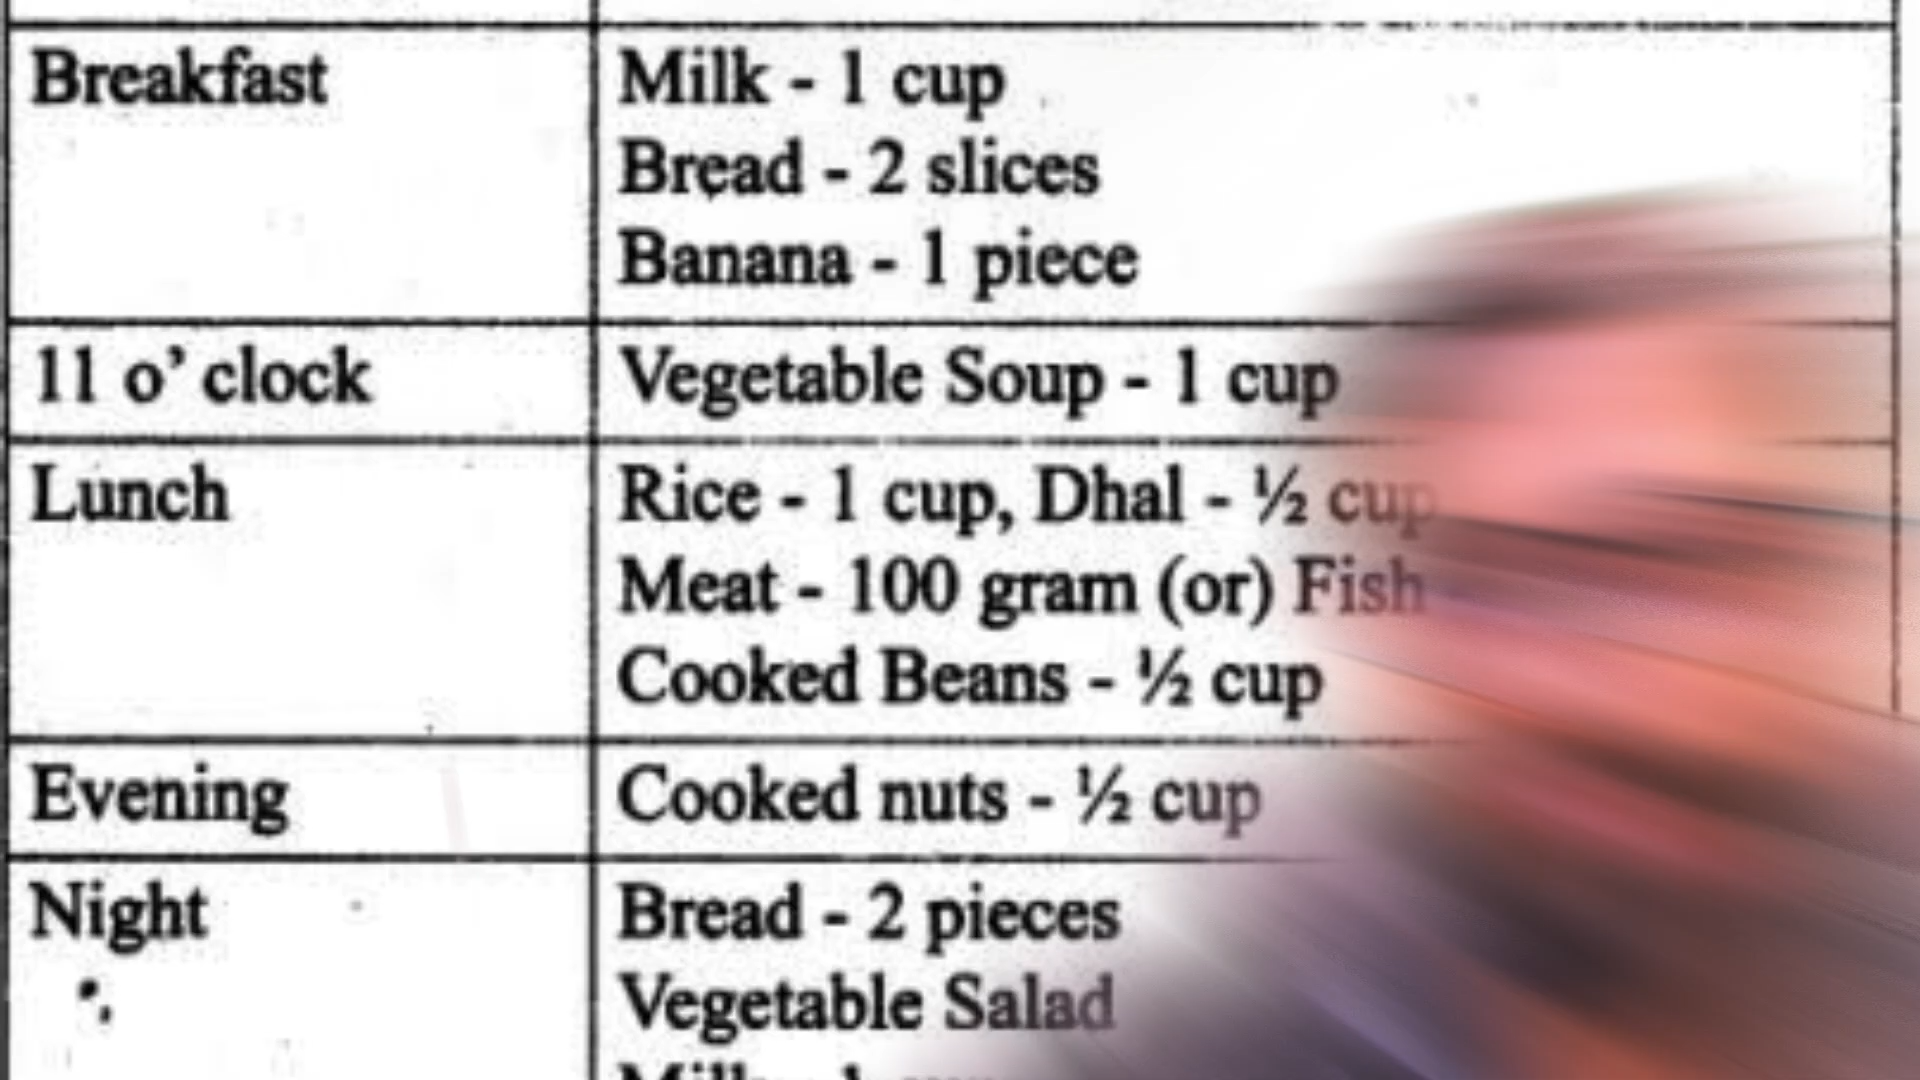 Breakfast
Milk - 1 cup
Bread - 2 slices
Banana - 1 piece
11 o' clock
Vegetable Soup - 1 cup
Lunch
Rice - 1 cup, Dhal - ½ cup
Meat - 100 gram (or) Fish
Cooked Beans - ½ cup
Evening
Cooked nuts - ½ cup
Night
Bread - 2 pieces
Vegetable Salad